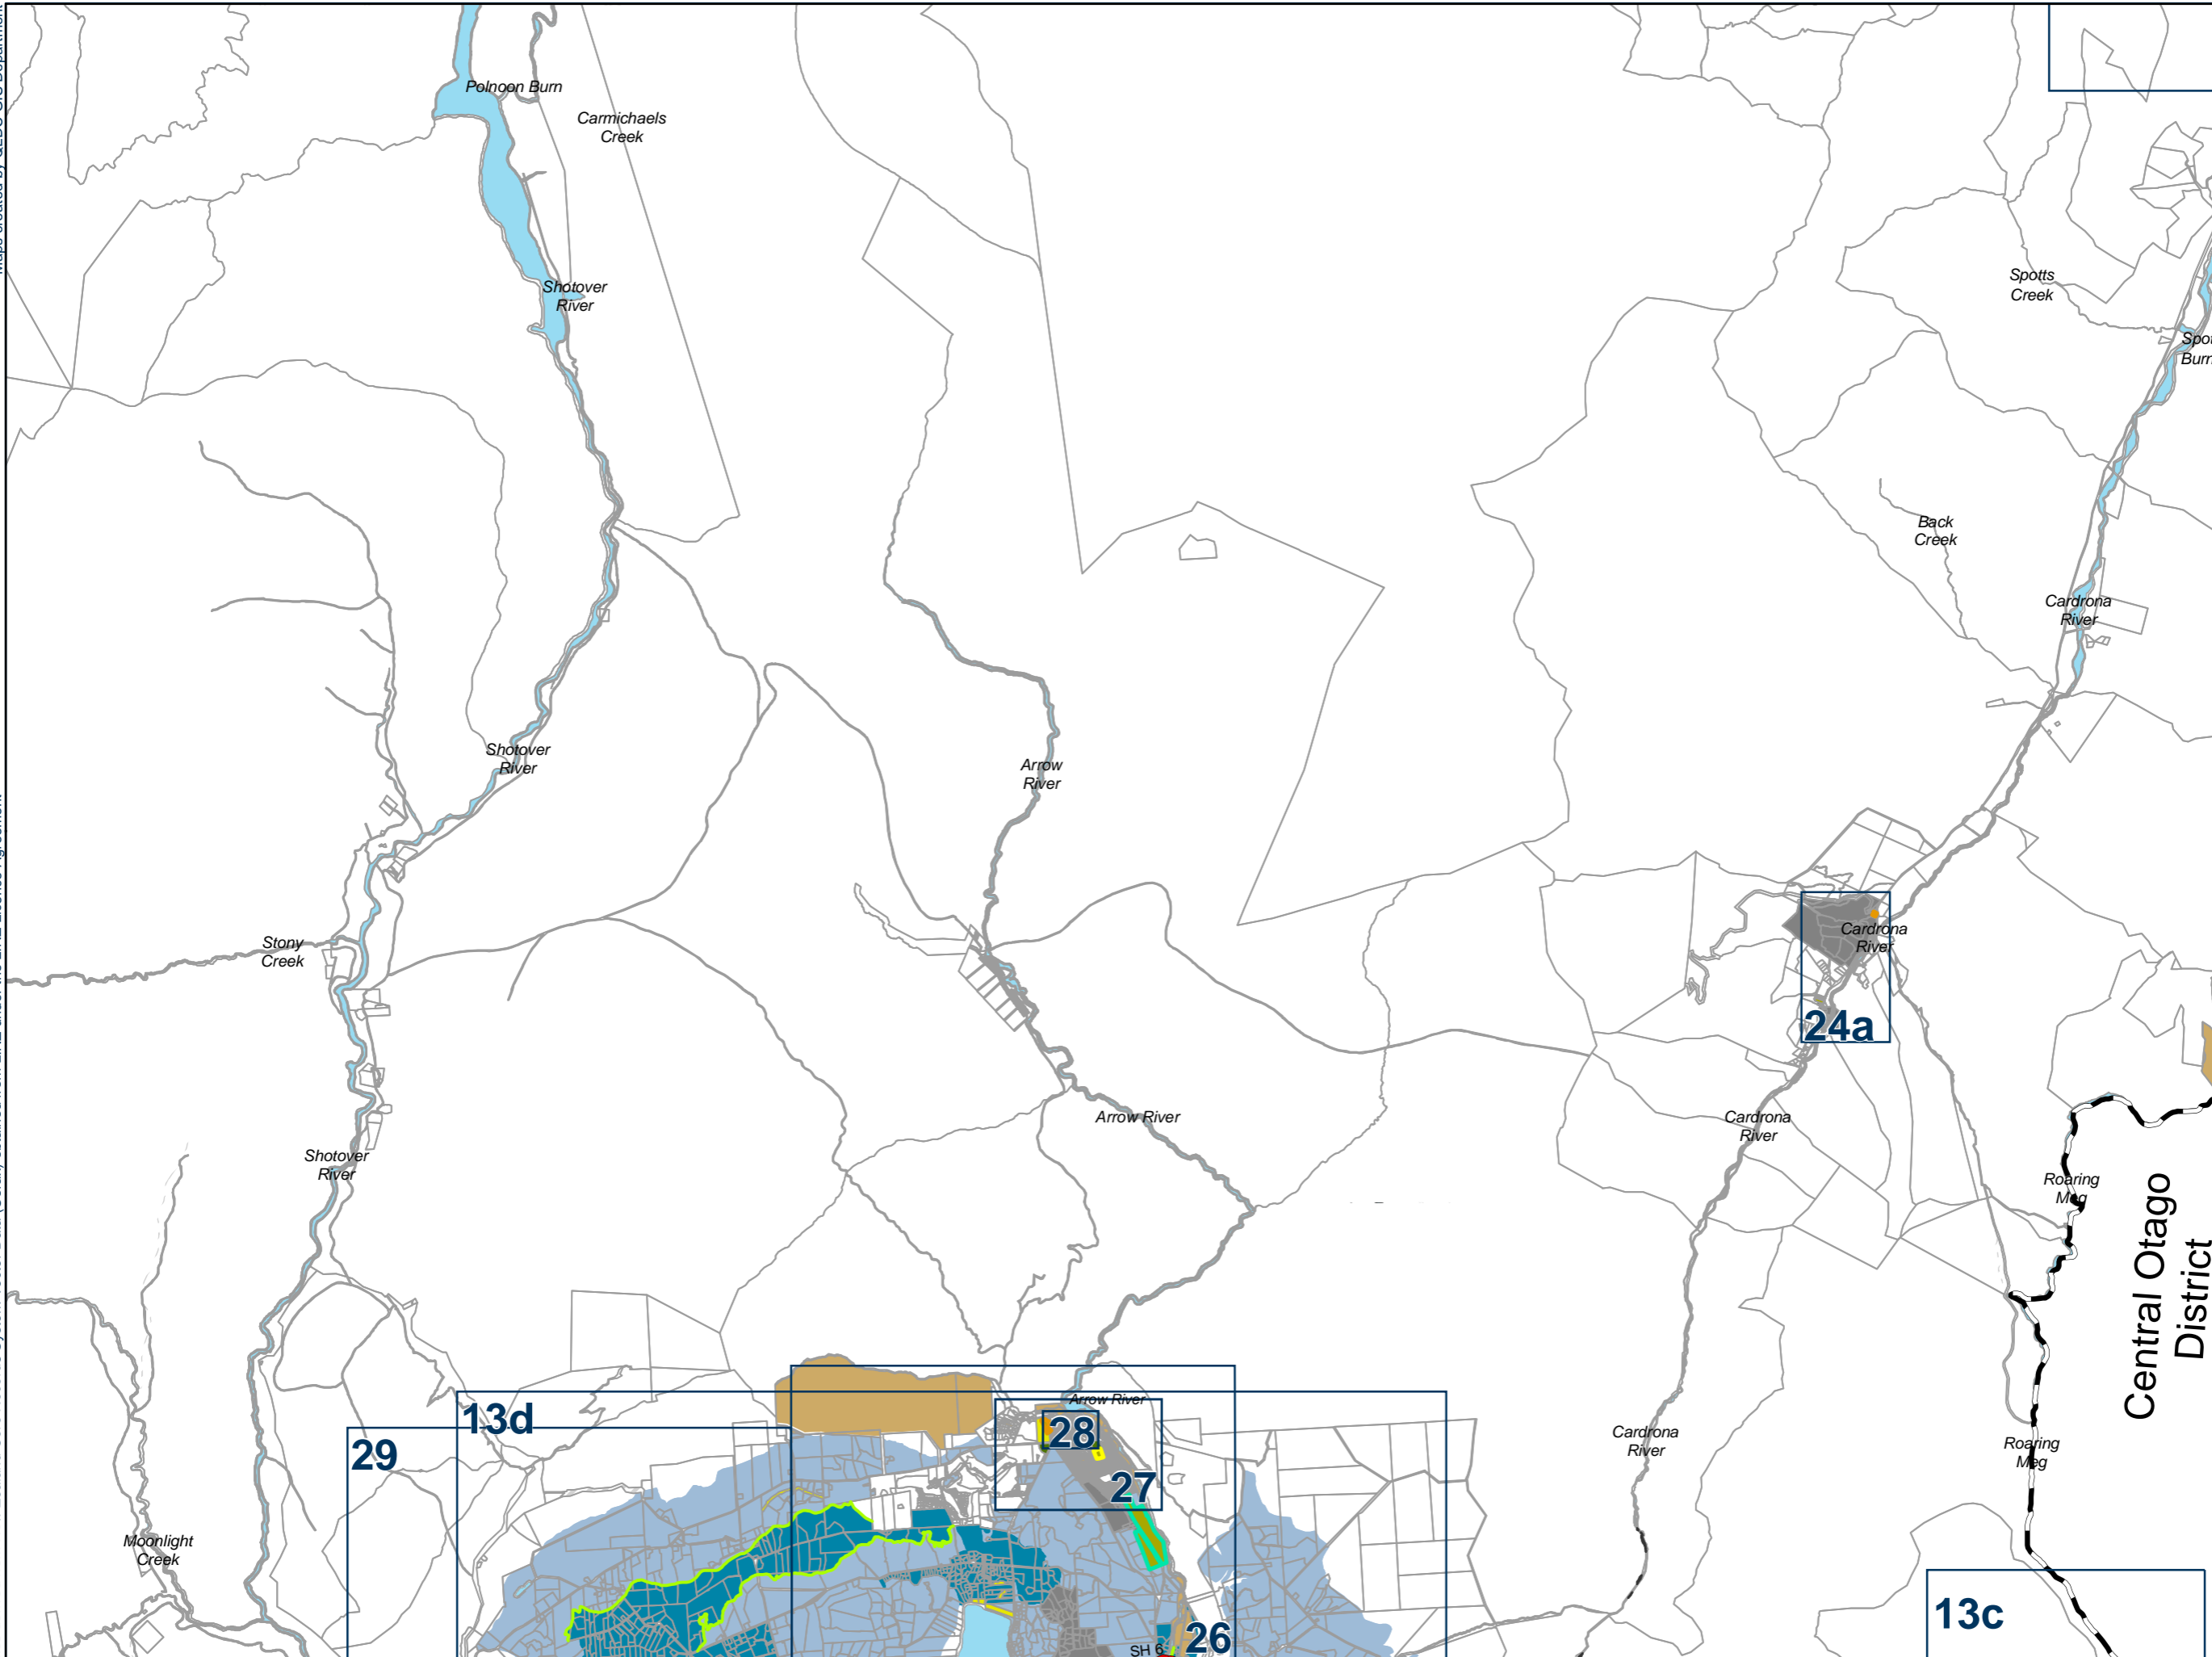 Polnoon Burn
Carmichaels
Creek
Shotover
River
Spotts
Creek
Burn
Back
Creek
Cardrona
River
Shotover
River
Arrow
River
Stony
Creek
Cardrona
River
24a
Arrow River
Cardrona
River
Shotover
River
Roaring
Meg
Central Otago
District
Arrow River
13d
28
29
27
Cardrona
River
Roaring
Meg
Moonlight
Creek
13c
26
SH 6